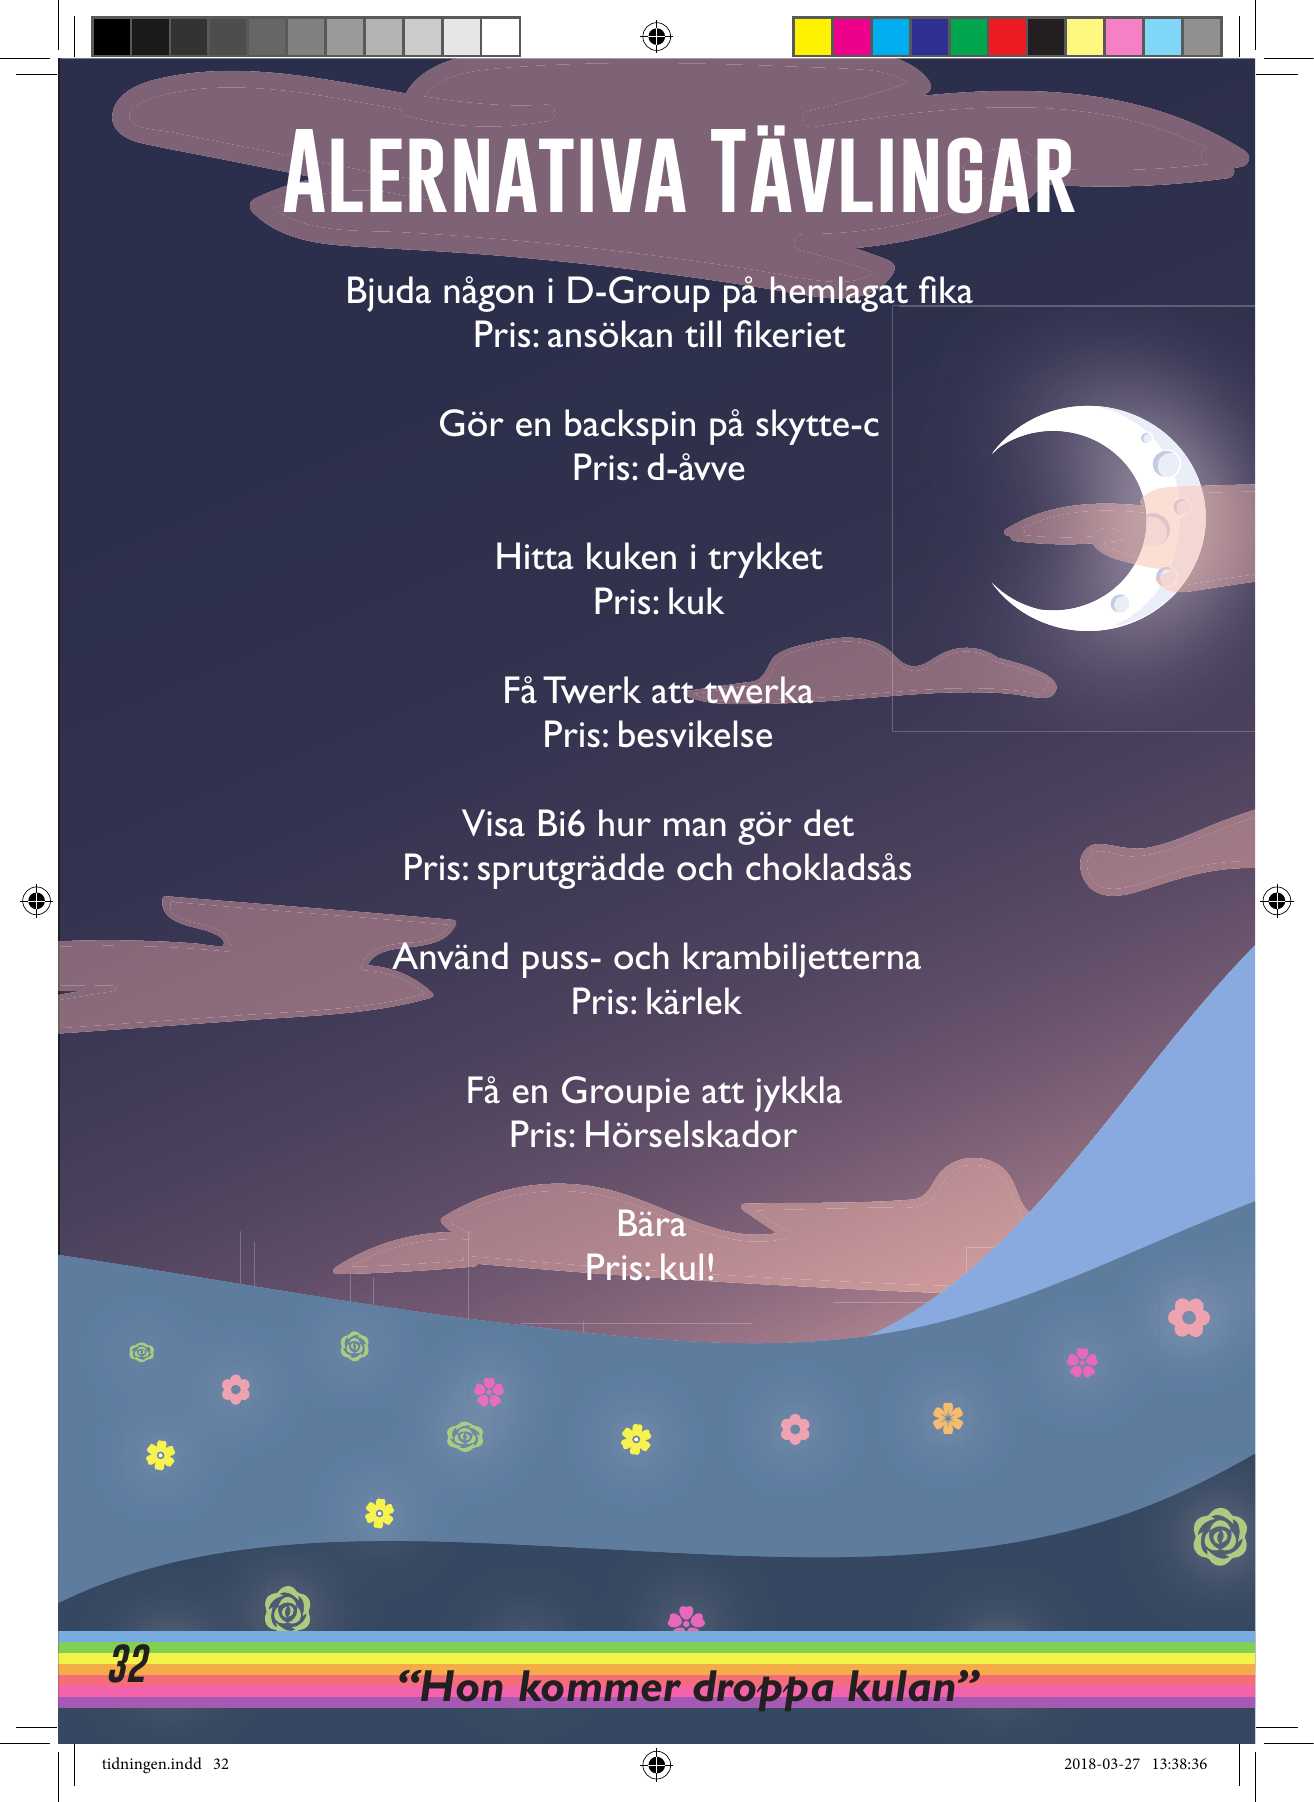 Alernativa Tävlingar
Bjuda någon i D-Group på hemlagat fika
Pris: ansökan till fikeriet
Gör en backspin på skytte-c
Pris: d-åvve
Hitta kuken i trykket
Pris: kuk
Få Twerk att twerka
Pris: besvikelse
Visa Bi6 hur man gör det
Pris: sprutgrädde och chokladsås
Använd puss- och krambiljetterna
Pris: kärlek
Få en Groupie att jykkla
Pris: Hörselskador
Bära
Pris: kul!
32
“Hon kommer droppa kulan”
tidningen.indd 32
2018-03-27 13:38:36